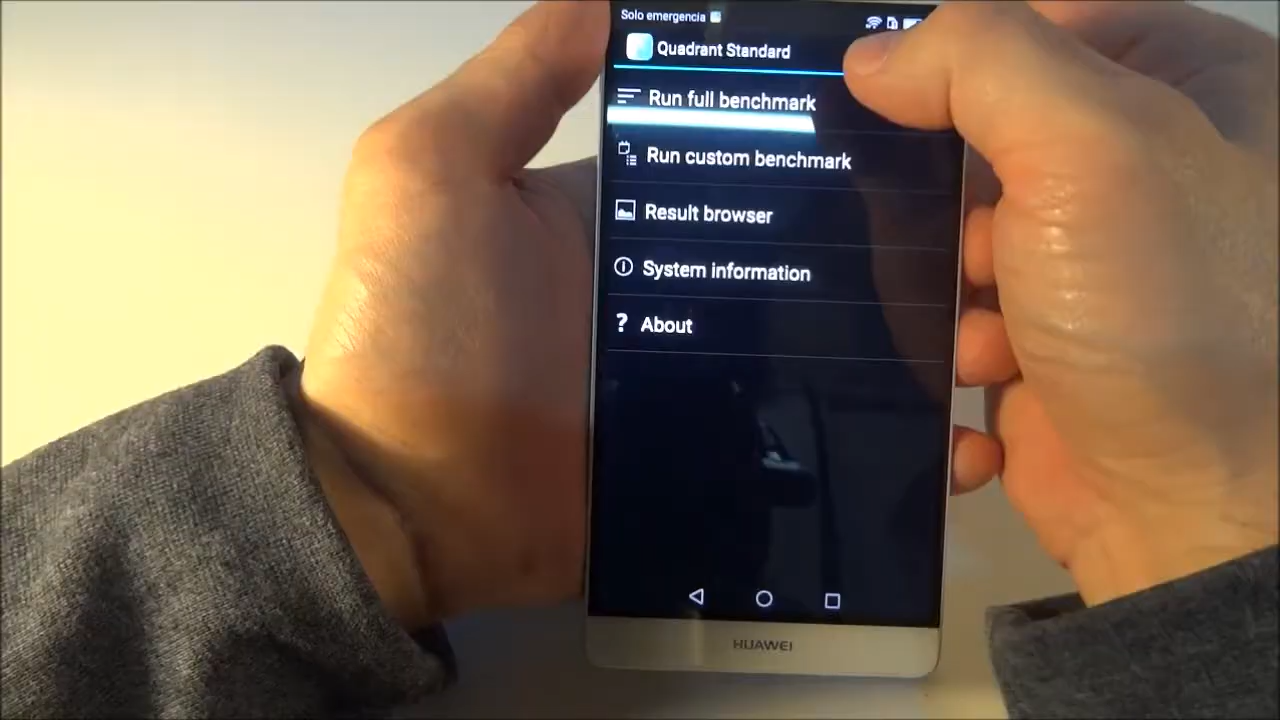 Solo emergencia
Quadrant Standard
Run full benchmark
Run custom benchmark
Result browser
System information
? About
HUAWEI